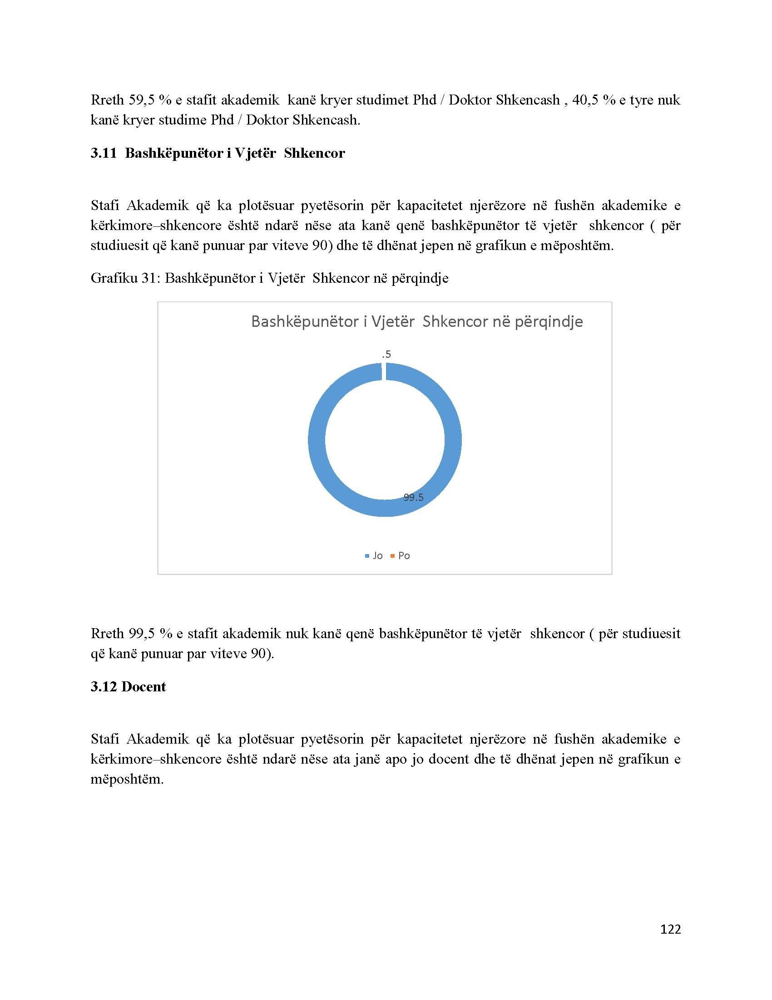 Rreth 59,5 % e stafit akademik  kanë kryer studimet Phd / Doktor Shkencash , 40,5 % e tyre nuk
kanë kryer studime Phd / Doktor Shkencash.
3.11  Bashkëpunëtor i Vjetër  Shkencor
Stafi Akademik që ka plotësuar pyetësorin për kapacitetet njerëzore në fushën akademike e
kërkimore–shkencore është ndarë nëse ata kanë qenë bashkëpunëtor të vjetër  shkencor ( për
studiuesit që kanë punuar par viteve 90) dhe të dhënat jepen në grafikun e mëposhtëm.
Grafiku 31: Bashkëpunëtor i Vjetër  Shkencor në përqindje
Bashkëpunëtor i Vjetër  Shkencor në përqindje
.5
99.5
Jo  Po
Rreth 99,5 % e stafit akademik nuk kanë qenë bashkëpunëtor të vjetër  shkencor ( për studiuesit
që kanë punuar par viteve 90).
3.12 Docent
Stafi Akademik që ka plotësuar pyetësorin për kapacitetet njerëzore në fushën akademike e
kërkimore–shkencore është ndarë nëse ata janë apo jo docent dhe të dhënat jepen në grafikun e
mëposhtëm.
122